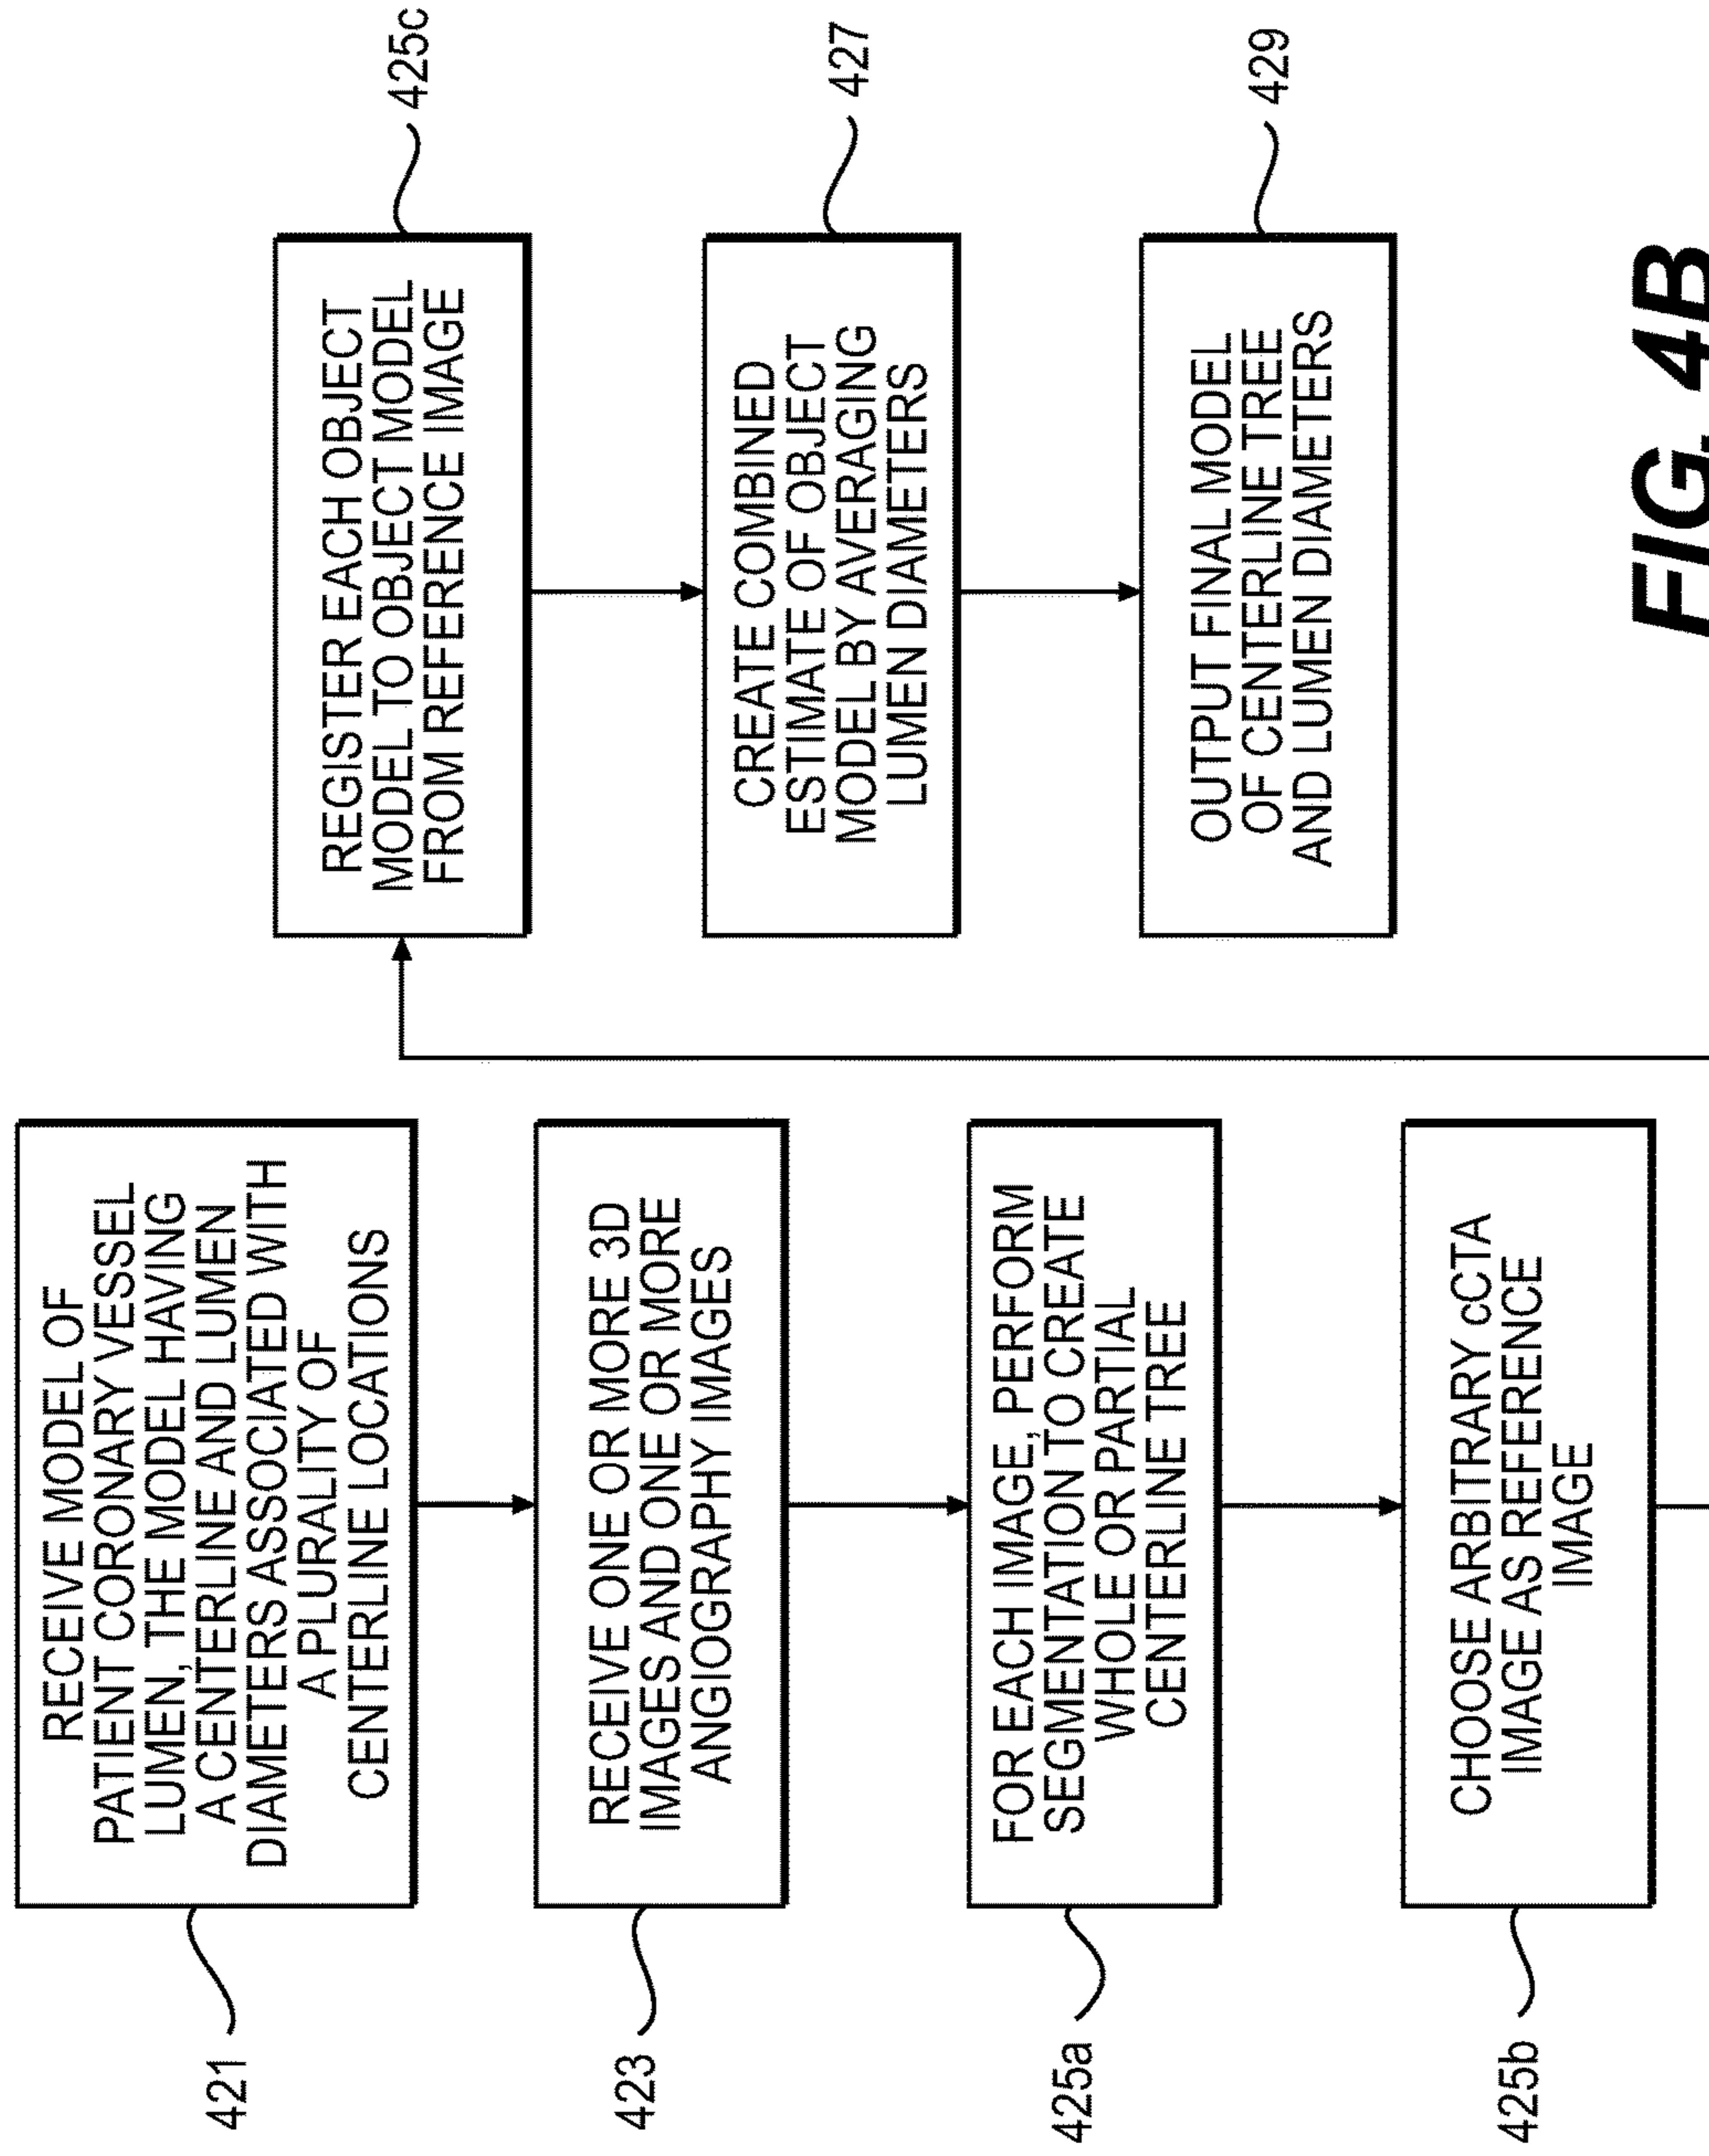 421
RECEIVE MODEL OF
PATIENT CORONARY VESSEL
LUMEN, THE MODEL HAVING
A CENTERLINE AND LUMEN
DIAMETERS ASSOCIATED WITH
A PLURALITY OF
CENTERLINE LOCATIONS
423
RECEIVE ONE OR MORE 3D
IMAGES AND ONE OR MORE
ANGIOGRAPHY IMAGES
425a
FOR EACH IMAGE, PERFORM
SEGMENTATION TO CREATE
WHOLE OR PARTIAL
CENTERLINE TREE
425b
CHOOSE ARBITRARY cCTA
IMAGE AS REFERENCE
IMAGE
425c
REGISTER EACH OBJECT
MODEL TO OBJECT MODEL
FROM REFERENCE IMAGE
427
CREATE COMBINED
ESTIMATE OF OBJECT
MODEL BY AVERAGING
LUMEN DIAMETERS
429
OUTPUT FINAL MODEL
OF CENTERLINE TREE
AND LUMEN DIAMETERS
FIG. 4B